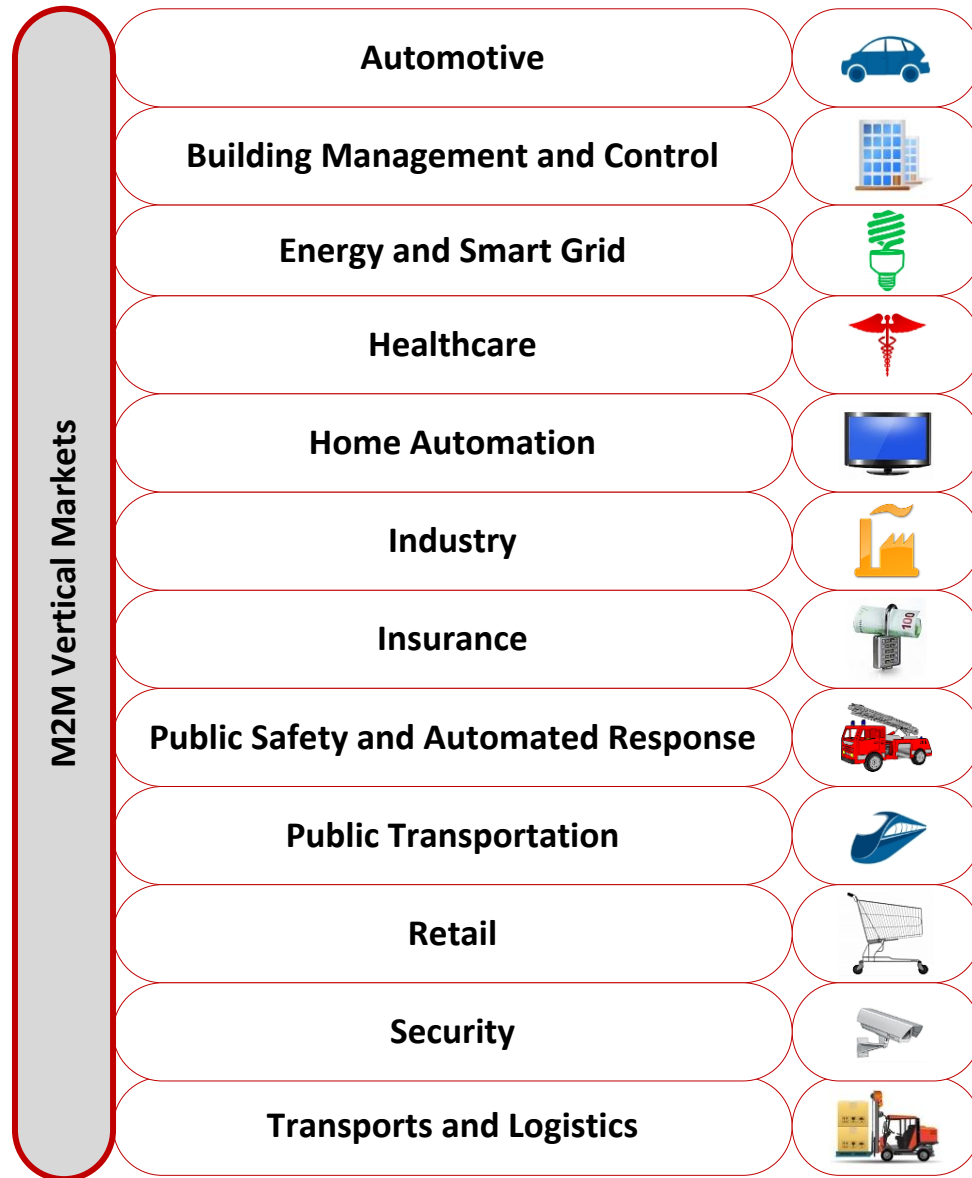 M2M Vertical Markets
Automotive
Building Management and Control
Energy and Smart Grid
Healthcare
Home Automation
Industry
Insurance
100
Public Safety and Automated Response
Public Transportation
Retail
Security
Transports and Logistics